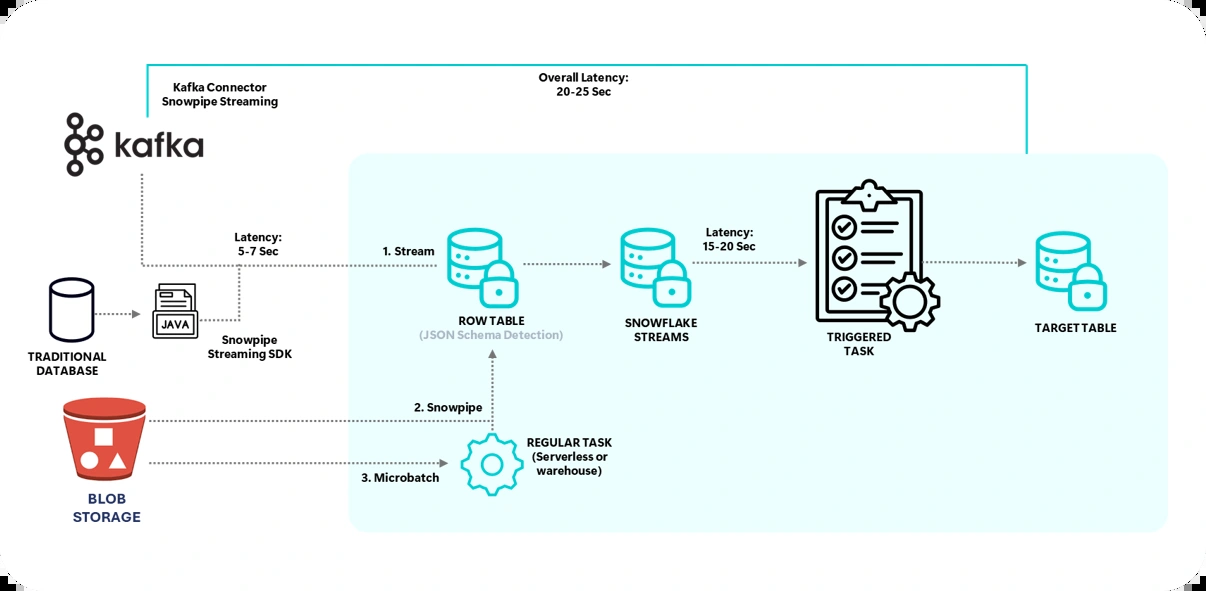 Kafka Connector
Snowpipe Streaming
Overall Latency:
20-25 Sec
kafka
Latency:
5-7 Sec
1. Stream
Latency:
15-20 Sec
JAVA
Snowpipe
Streaming SDK
TRADITIONAL
DATABASE
ROW TABLE
(JSON Schema Detection)
SNOWFLAKE
STREAMS
TRIGGERED
TASK
TARGET TABLE
2. Snowpipe
REGULAR TASK
(Serverless or
warehouse)
3. Microbatch
BLOB
STORAGE